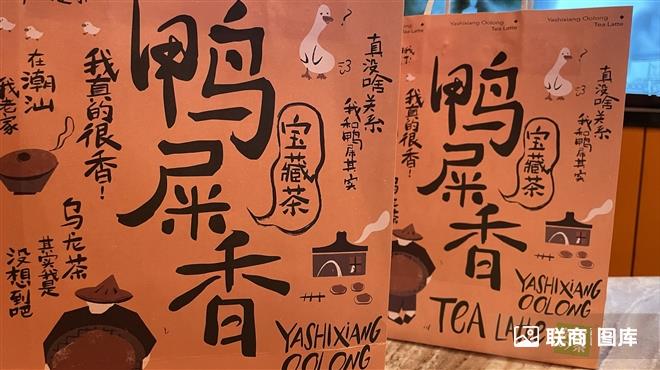 鸭屎香
宝藏茶
在潮汕
我老家
我真的很香！
乌龙茶
其实我是
没想到吧
真没啥关系
我和鸭屎其实
YASHIXIANG
OOLONG
Yashixiang Oolong
Tea Latte
鸭屎香
宝藏茶
我真的很香！
真没啥关系
我和鸭屎其实
YASHIXIANG
OOLONG
TEA Latte
联商图库